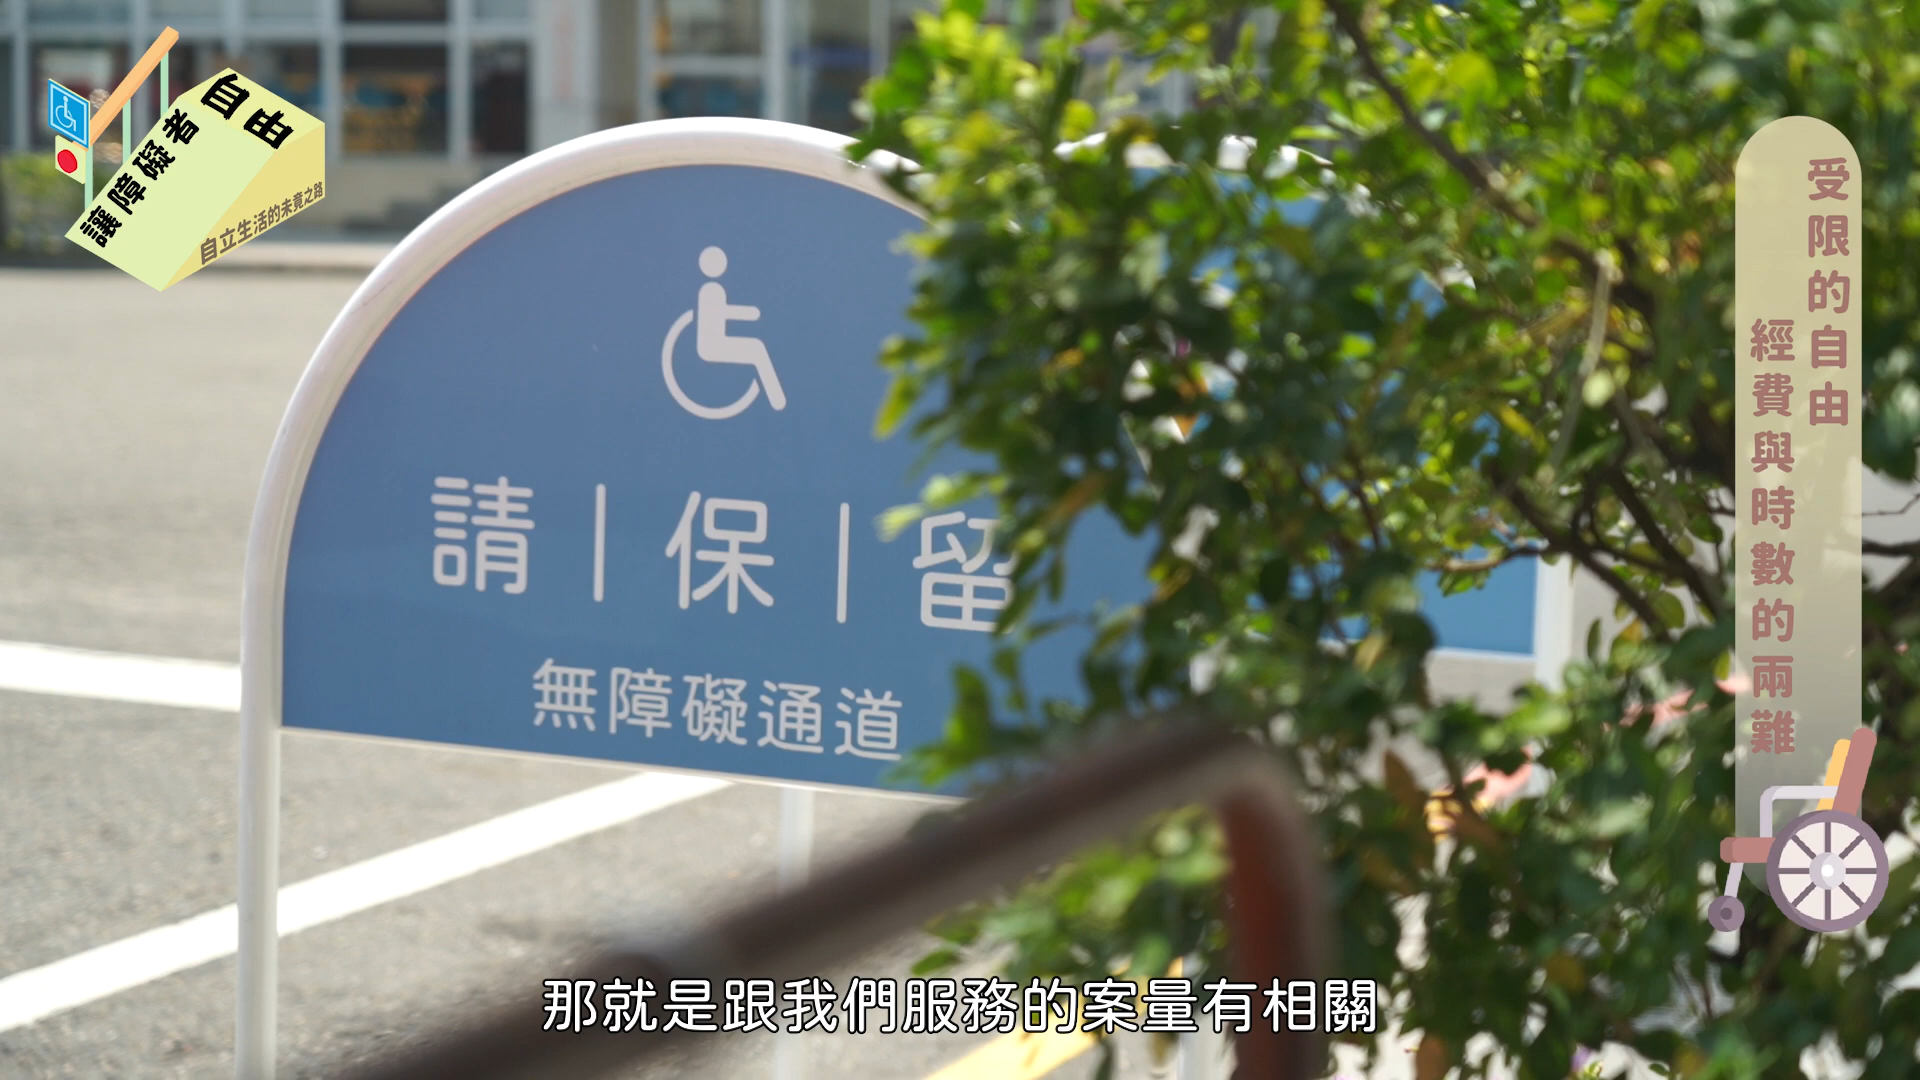 讓障礙者
自由
自立生活的未竟之路
受限的自由
經費與時數的兩難
請｜保｜留
無障礙通道
那就是跟我們服務的案量有相關